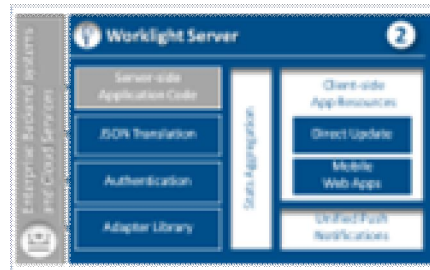 Enterprise Backend systems
and Cloud Services
Worklight Server
2
Server-side
Application Code
JSON Translation
Authentication
Adapter Library
Stats Aggregation
Client-side
App Resources
Direct Update
Mobile
Web Apps
Unified Push
Notifications